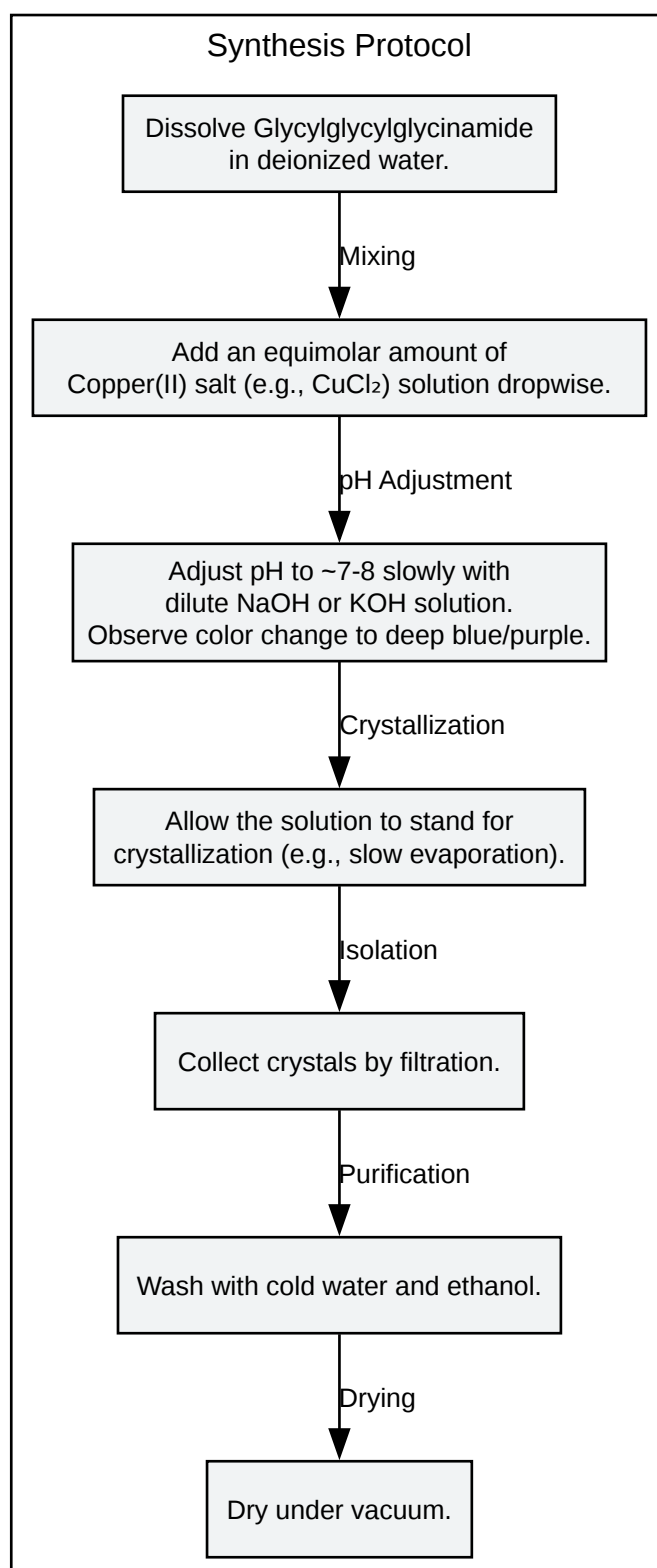 Synthesis Protocol
Dissolve Glycylglycylglycinamide
in deionized water.
Mixing
Add an equimolar amount of
Copper(II) salt (e.g., CuCl₂) solution dropwise.
pH Adjustment
Adjust pH to ~7-8 slowly with
dilute NaOH or KOH solution.
Observe color change to deep blue/purple.
Crystallization
Allow the solution to stand for
crystallization (e.g., slow evaporation).
Isolation
Collect crystals by filtration.
Purification
Wash with cold water and ethanol.
Drying
Dry under vacuum.